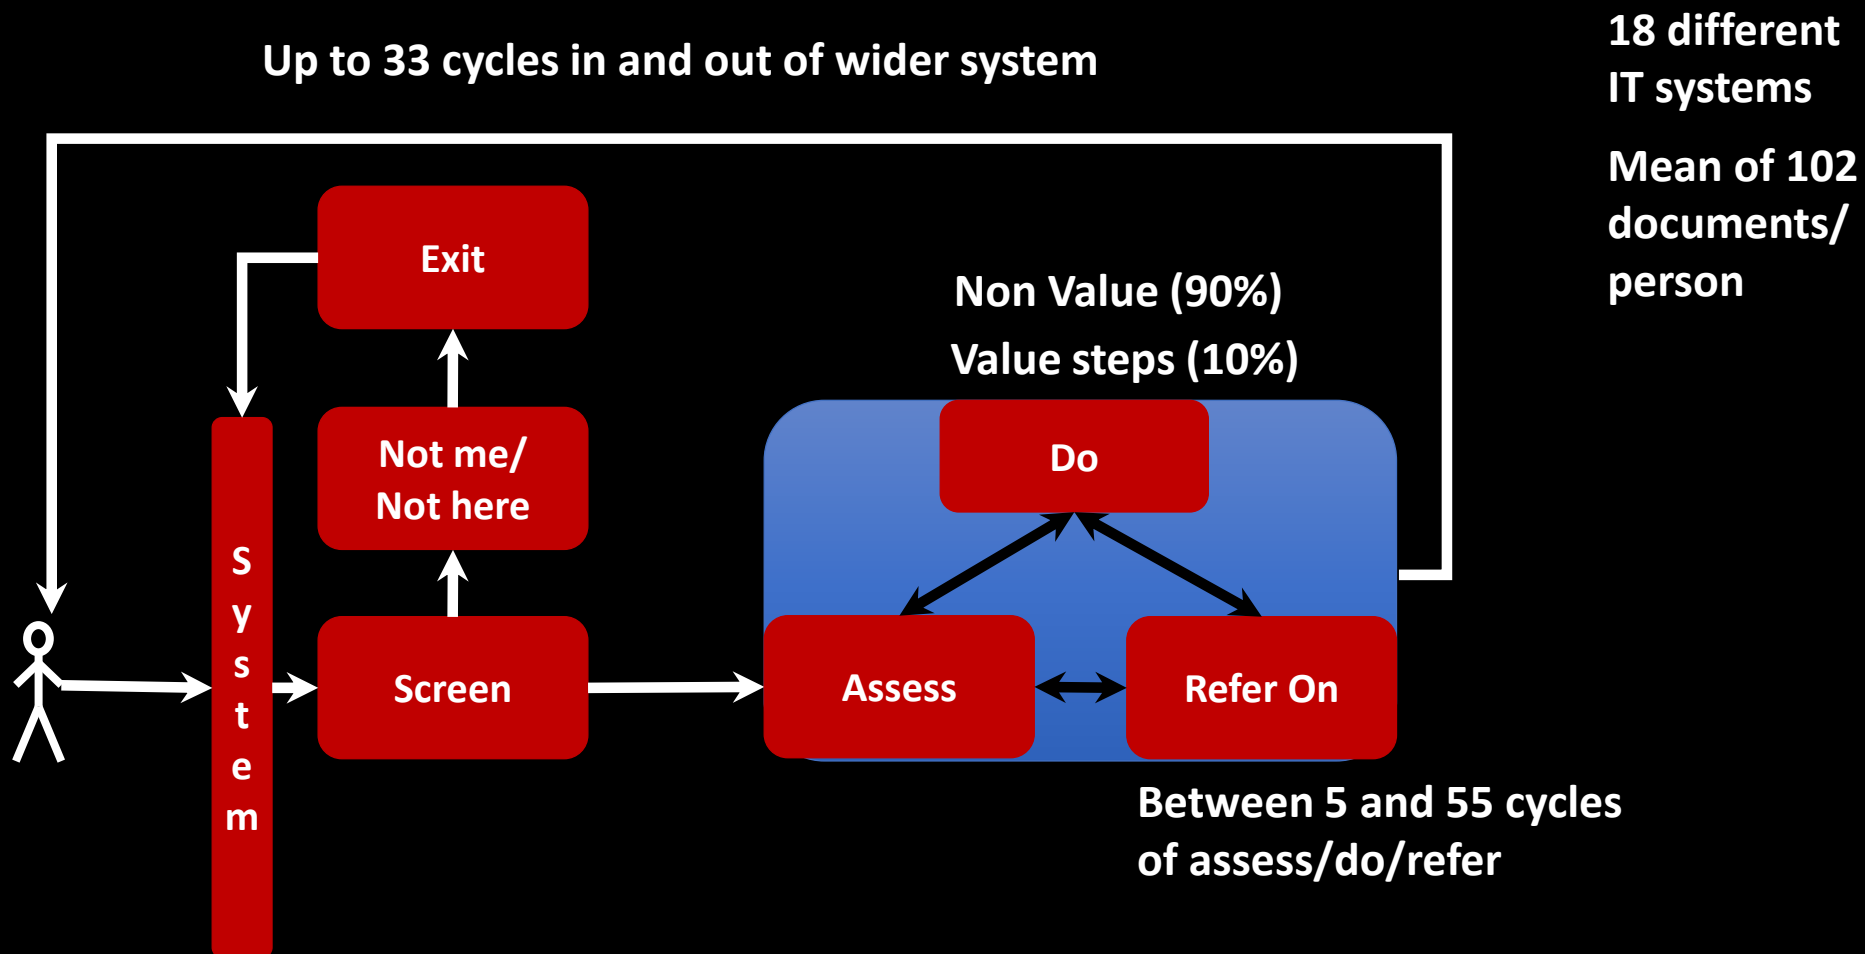 Up to 33 cycles in and out of wider system
18 different
IT systems
Mean of 102
documents/
person
Exit
Non Value (90%)
Value steps (10%)
Not me/
Not here
Do
System
Screen
Assess
Refer On
Between 5 and 55 cycles
of assess/do/refer